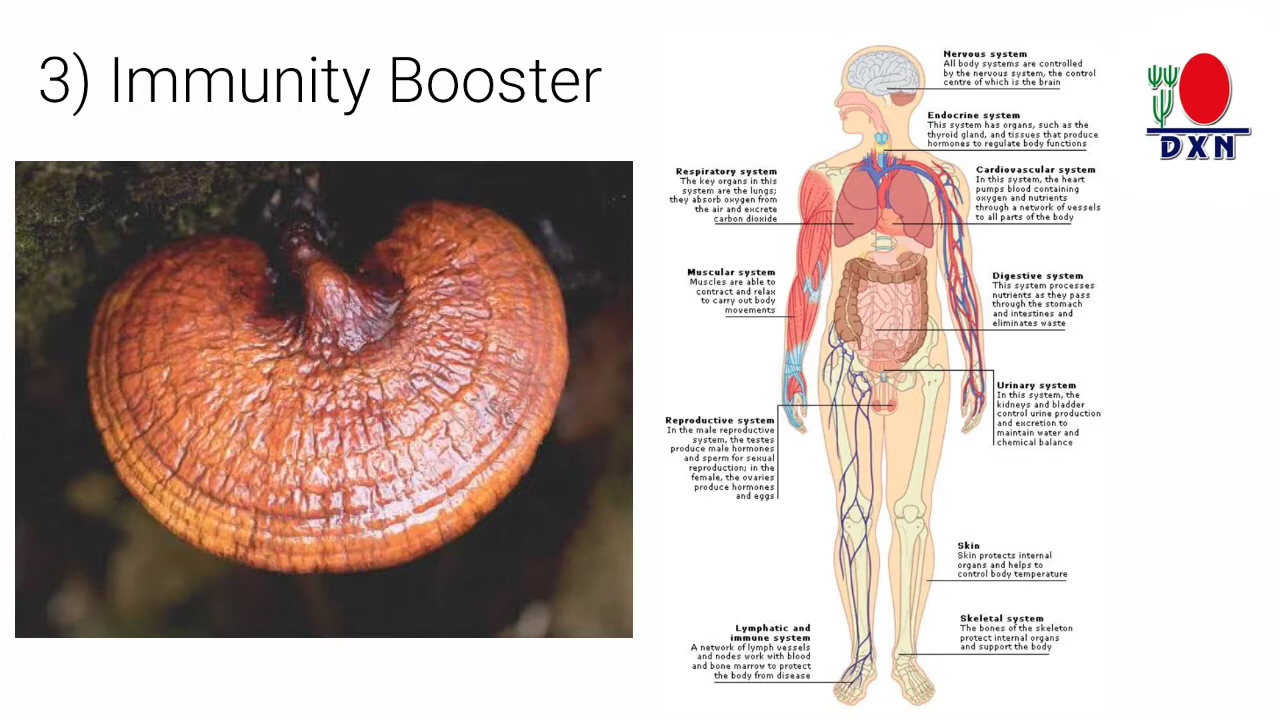 3) Immunity Booster
DXN
Nervous system
All body systems are controlled
by the nervous system, the control
centre of which is the brain
Endocrine system
This system has organs, such as the
thyroid gland, and tissues that produce
hormones to regulate body functions
Respiratory system
The key organs in this
system are the lungs;
they absorb oxygen from
the air and excrete
carbon dioxide
Cardiovascular system
In this system, the heart
pumps blood containing
oxygen and nutrients
through a network of vessels
to all parts of the body
Muscular system
Muscles are able to
contract and relax
to carry out body
movements
Digestive system
This system processes
nutrients as they pass
through the stomach
and intestines and
eliminates waste
Urinary system
In this system, the
kidneys and bladder
control urine production
and excretion to
maintain water and
chemical balance
Reproductive system
In the male reproductive
system, the testes
produce male hormones
and sperm for sexual
reproduction; in the
female, the ovaries
produce hormones
and eggs
Skin
Skin protects internal
organs and helps to
control body temperature
Skeletal system
The bones of the skeleton
protect internal organs
and support the body
Lymphatic and
immune system
A network of lymph vessels
and nodes work with blood
and bone marrow to protect
the body from disease